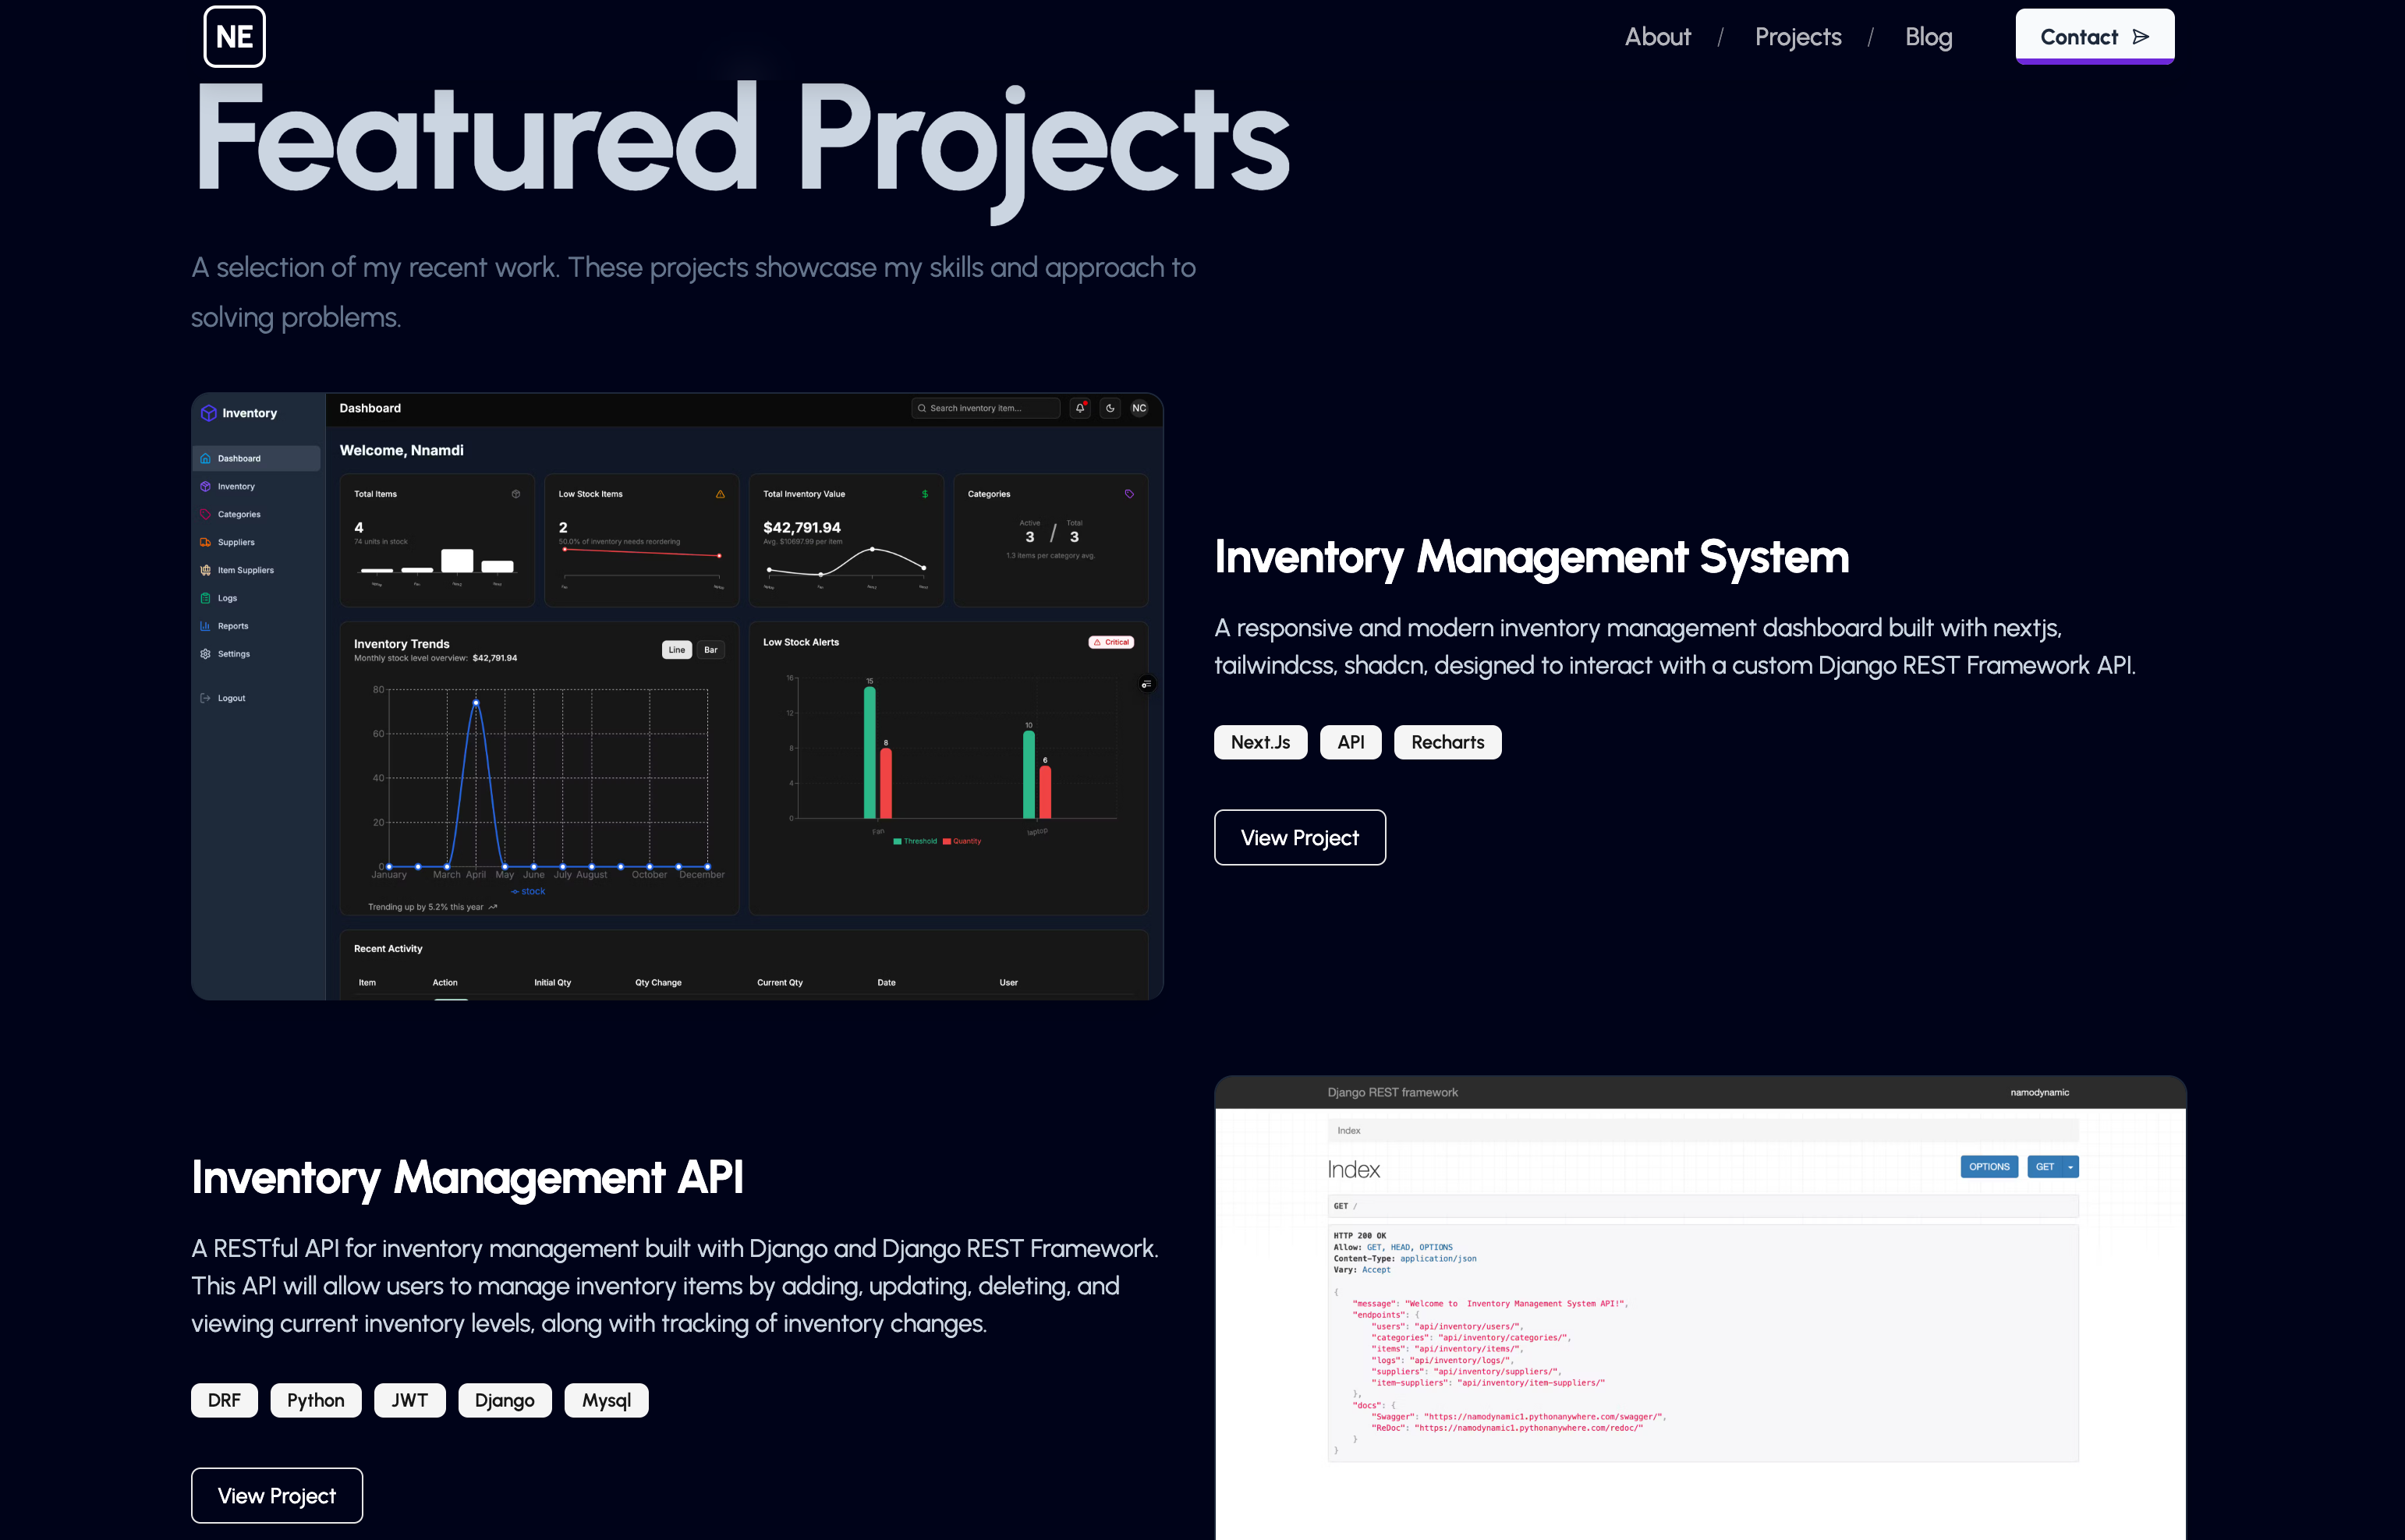 NE
About / Projects / Blog
Contact
Featured Projects
A selection of my recent work. These projects showcase my skills and approach to
solving problems.
Inventory
Dashboard
Inventory
Categories
Suppliers
Item Suppliers
Logs
Reports
Settings
Logout
Dashboard
Search inventory item...
NC
Welcome, Nnamdi
Total Items
4
74 units in stock
Low Stock Items
2
50.0% of inventory needs reordering
Total Inventory Value
$
$42,791.94
Avg. $10697.99 per item
Categories
Active / Total
3 / 3
1.3 items per category avg.
Inventory Trends
Monthly stock level overview: $42,791.94
Line Bar
80
60
40
20
0
January March April May June July August October December
stock
Trending up by 5.2% this year
Low Stock Alerts
Critical
16
12
8
4
0
15
8
10
6
Fan laptop
Threshold Quantity
Recent Activity
Item Action Initial Qty Qty Change Current Qty Date User
Inventory Management System
A responsive and modern inventory management dashboard built with nextjs,
tailwindcss, shadcn, designed to interact with a custom Django REST Framework API.
Next.Js API Recharts
View Project
Inventory Management API
A RESTful API for inventory management built with Django and Django REST Framework.
This API will allow users to manage inventory items by adding, updating, deleting, and
viewing current inventory levels, along with tracking of inventory changes.
DRF Python JWT Django Mysql
View Project
Django REST framework namodynamic
Index
Index
OPTIONS GET
GET /
HTTP 200 OK
Allow: GET, HEAD, OPTIONS
Content-Type: application/json
Vary: Accept
{
"message": "Welcome to  Inventory Management System API!",
"endpoints": {
"users": "api/inventory/users/",
"categories": "api/inventory/categories/",
"items": "api/inventory/items/",
"logs": "api/inventory/logs/",
"suppliers": "api/inventory/suppliers/",
"item-suppliers": "api/inventory/item-suppliers/"
},
"docs": {
"Swagger": "https://namodynamic1.pythonanywhere.com/swagger/",
"ReDoc": "https://namodynamic1.pythonanywhere.com/redoc/"
}
}